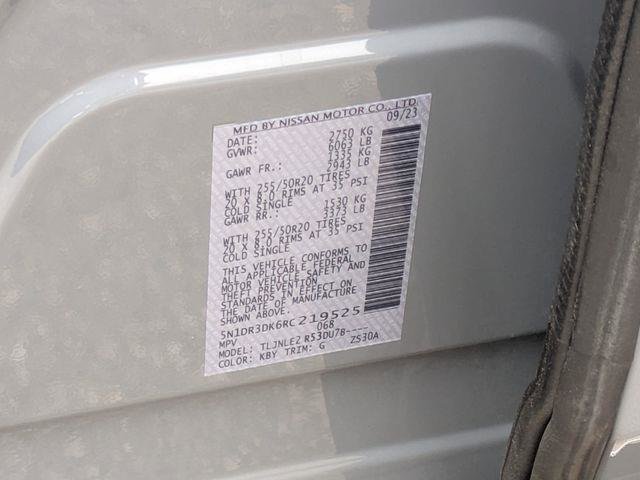 MFD BY NISSAN MOTOR CO., LTD.
DATE: 09/23
GVWR: 2750 KG
6063 LB
GAWR FR.: 1335 KG
2943 LB
WITH 255/50R20 TIRES
20 X 8.0 RIMS AT 35 PSI
COLD SINGLE
GAWR RR.: 1530 KG
3373 LB
WITH 255/50R20 TIRES
20 X 8.0 RIMS AT 35 PSI
COLD SINGLE
THIS VEHICLE CONFORMS TO
ALL APPLICABLE FEDERAL
MOTOR VEHICLE SAFETY AND
THEFT PREVENTION
STANDARDS IN EFFECT ON
THE DATE OF MANUFACTURE
SHOWN ABOVE.
5N1DR3DK6RC219525
MPV 068
MODEL: TLJNLEZ R53DU78----
COLOR: KBY TRIM: G ZS30A